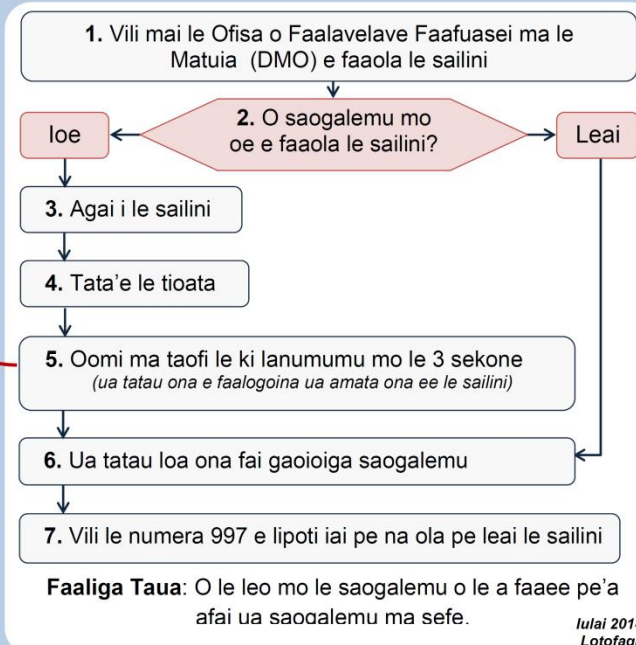 1. Vili mai le Ofisa o Faalavelave Faafuasei ma le
Matuia (DMO) e faaola le sailini
2. O saogalemu mo
oe e faaola le sailini?
Ioe
Leai
3. Agai i le sailini
4. Tata'e le tioata
5. Oomi ma taofi le ki lanumumu mo le 3 sekone
(ua tatau ona e faalogoina ua amata ona ee le sailini)
6. Ua tatau loa ona fai gaoioiga saogalemu
7. Vili le numera 997 e lipoti iai pe na ola pe leai le sailini
Faaliga Taua: O le leo mo le saogalemu o le a faaee pe'a
afai ua saogalemu ma sefe.
Iulai